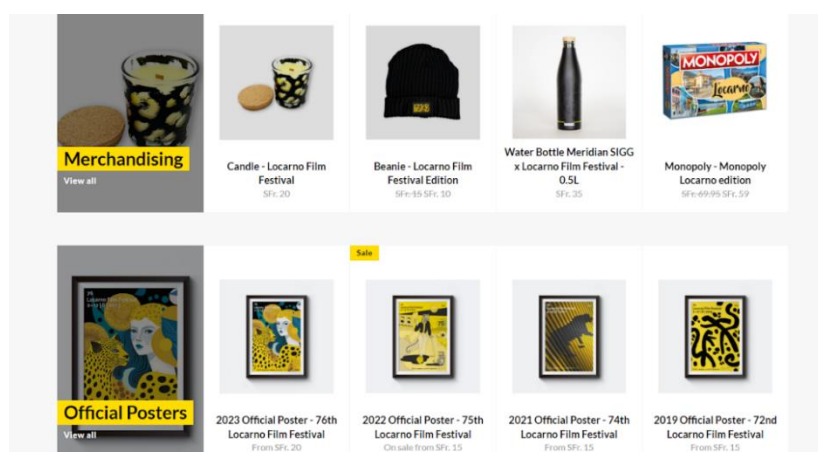 Merchandising
View all
Candle - Locarno Film
Festival
SFr. 20
Beanie - Locarno Film
Festival Edition
SFr. 15 SFr. 10
Water Bottle Meridian SIGG
x Locarno Film Festival -
0.5L
SFr. 35
MONOPOLY
Locarno
Monopoly - Monopoly
Locarno edition
SFr. 69.95 SFr. 59
Official Posters
View all
2023 Official Poster - 76th
Locarno Film Festival
From SFr. 20
Sale
2022 Official Poster - 75th
Locarno Film Festival
On sale from SFr. 15
2021 Official Poster - 74th
Locarno Film Festival
From SFr. 15
2019 Official Poster - 72nd
Locarno Film Festival
From SFr. 15